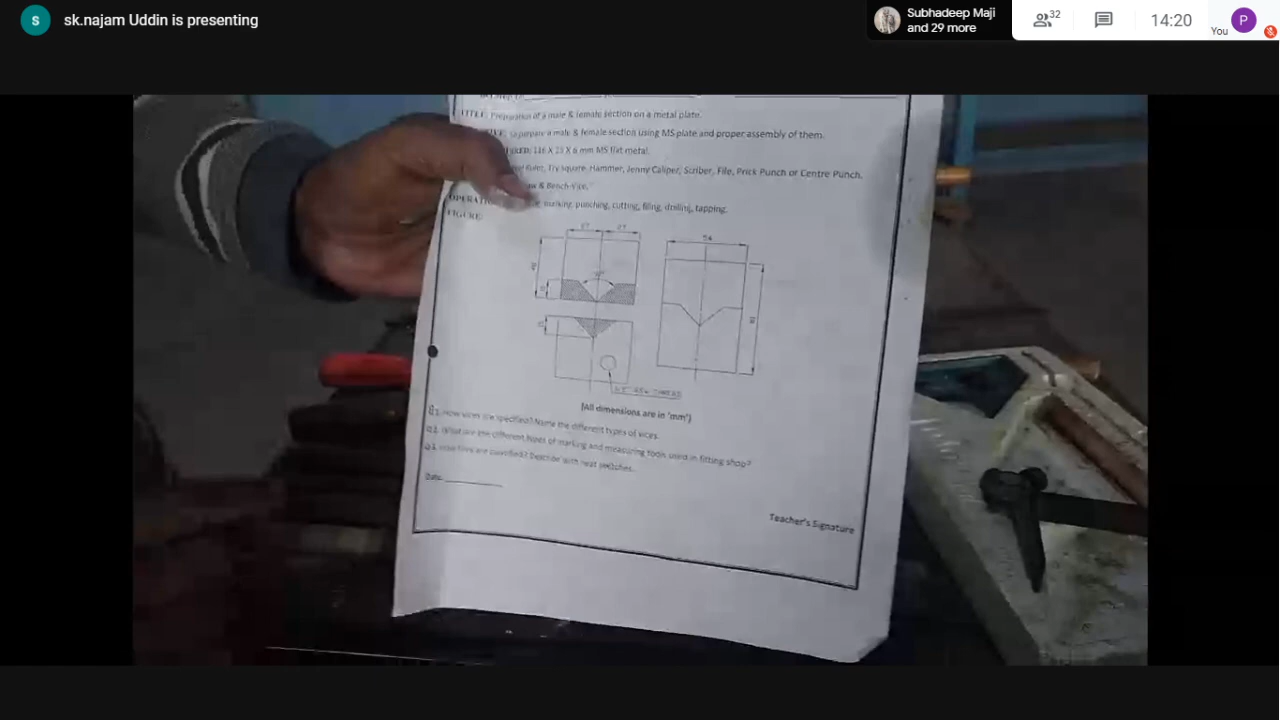 s
sk.najam Uddin is presenting
Subhadeep Maji
and 29 more
32
14:20
You
P
TITLE: Preparation of a male & female section on a metal plate.
To prepare a male & female section using MS plate and proper assembly of them.
mm MS flat metal.
Ruler, Try Square, Hammer, Jenny Caliper, Scriber, File, Prick Punch or Centre Punch,
& Bench-Vice.
marking, punching, cutting, filing, drilling, tapping.
FIGURE:
27 27
54
(All dimensions are in 'mm')
Q1. How vices are specified? Name the different types of vices.
Q2. What are the different types of marking and measuring tools used in fitting shop?
Q3. How files are classified? Describe with neat sketches.
Date:
Teacher's Signature